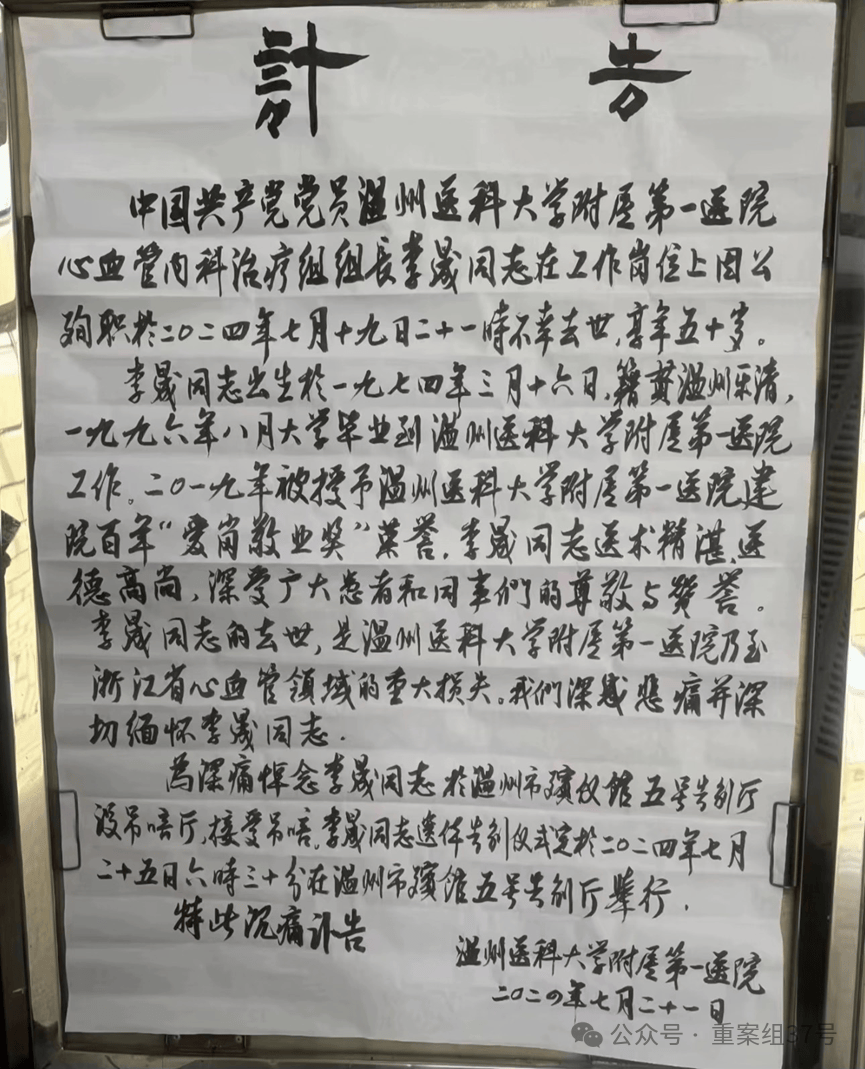 訃告
中国共产党党员温州医科大学附属第一医院
心血管内科治疗组组长李晟同志在工作岗位上因公
殉职於二〇二四年七月十九日二十一時不幸去世,享年五十岁。
李晟同志出生於一九七四年三月十六日,籍貫温州乐清,
一九九六年八月大学毕业到温州医科大学附属第一医院
工作。二〇一九年被授予温州医科大学附属第一医院建
院百年“爱岗敬业奖”荣誉.李晟同志医术精湛、医
德高尚,深受广大患者和同事們的尊敬与赞誉。
李晟同志的去世,是温州医科大学附属第一医院乃至
浙江省心血管領域的重大损失。我們深感悲痛并深
切缅怀李晟同志.
為深痛悼念李晟同志於温州市殡仪館五号告别厅
设吊唁厅,接受吊唁.李晟同志遗体告别仪式定於二〇二四年七月
二十五日六時三十分在温州市殡館五号告别厅举行.
特此沉痛讣告
温州医科大学附属第一医院
二〇二四年七月二十一日
公众号·重案组37号